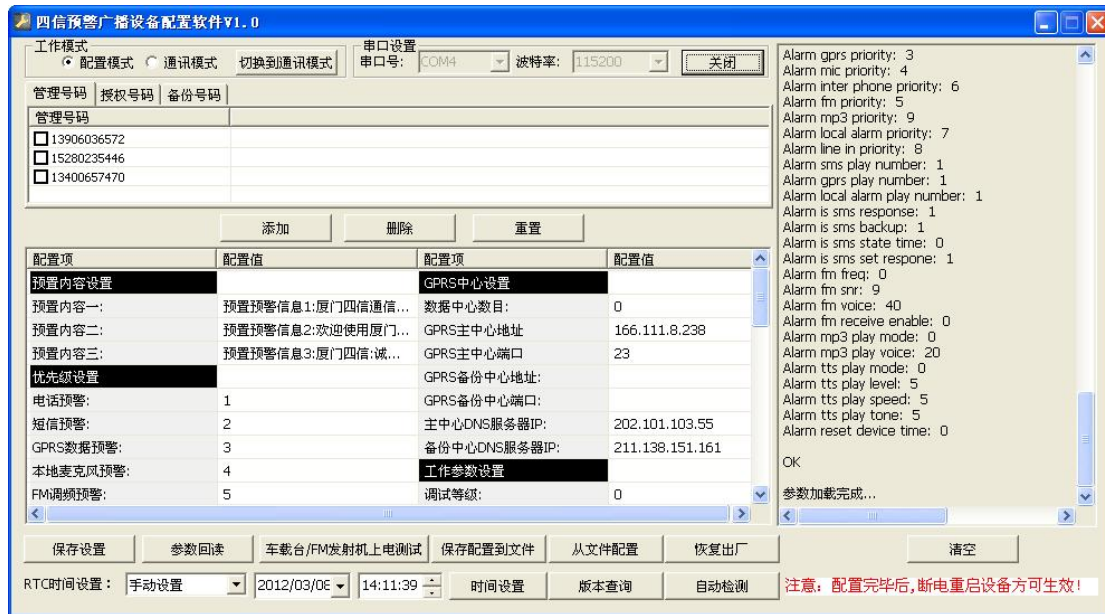 四信预警广播设备配置软件V1.0
工作模式
配置模式 通讯模式 切换到通讯模式
串口设置
串口号: COM4 波特率: 115200 关闭
管理号码 授权号码 备份号码
管理号码
13906036572
15280235446
13400657470
添加 删除 重置
配置项 配置值 配置项 配置值
预置内容设置 GPRS中心设置
预置内容一: 预置预警信息1:厦门四信通信... 数据中心数目: 0
预置内容二: 预置预警信息2:欢迎使用厦门... GPRS主中心地址 166.111.8.238
预置内容三: 预置预警信息3:厦门四信:诚... GPRS主中心端口 23
优先级设置 GPRS备份中心地址:
电话预警: 1 GPRS备份中心端口:
短信预警: 2 主中心DNS服务器IP: 202.101.103.55
GPRS数据预警: 3 备份中心DNS服务器IP: 211.138.151.161
本地麦克风预警: 4 工作参数设置
FM调频预警: 5 调试等级: 0
Alarm gprs priority: 3
Alarm mic priority: 4
Alarm inter phone priority: 6
Alarm fm priority: 5
Alarm mp3 priority: 9
Alarm local alarm priority: 7
Alarm line in priority: 8
Alarm sms play number: 1
Alarm gprs play number: 1
Alarm local alarm play number: 1
Alarm is sms response: 1
Alarm is sms backup: 1
Alarm is sms state time: 0
Alarm is sms set respone: 1
Alarm fm freq: 0
Alarm fm snr: 9
Alarm fm voice: 40
Alarm fm receive enable: 0
Alarm mp3 play mode: 0
Alarm mp3 play voice: 20
Alarm tts play mode: 0
Alarm tts play level: 5
Alarm tts play speed: 5
Alarm tts play tone: 5
Alarm reset device time: 0
OK
参数加载完成...
保存设置 参数回读 车载台/FM发射机上电测试 保存配置到文件 从文件配置 恢复出厂 清空
RTC时间设置: 手动设置 2012/03/08 14:11:39 时间设置 版本查询 自动检测 注意: 配置完毕后,断电重启设备方可生效!